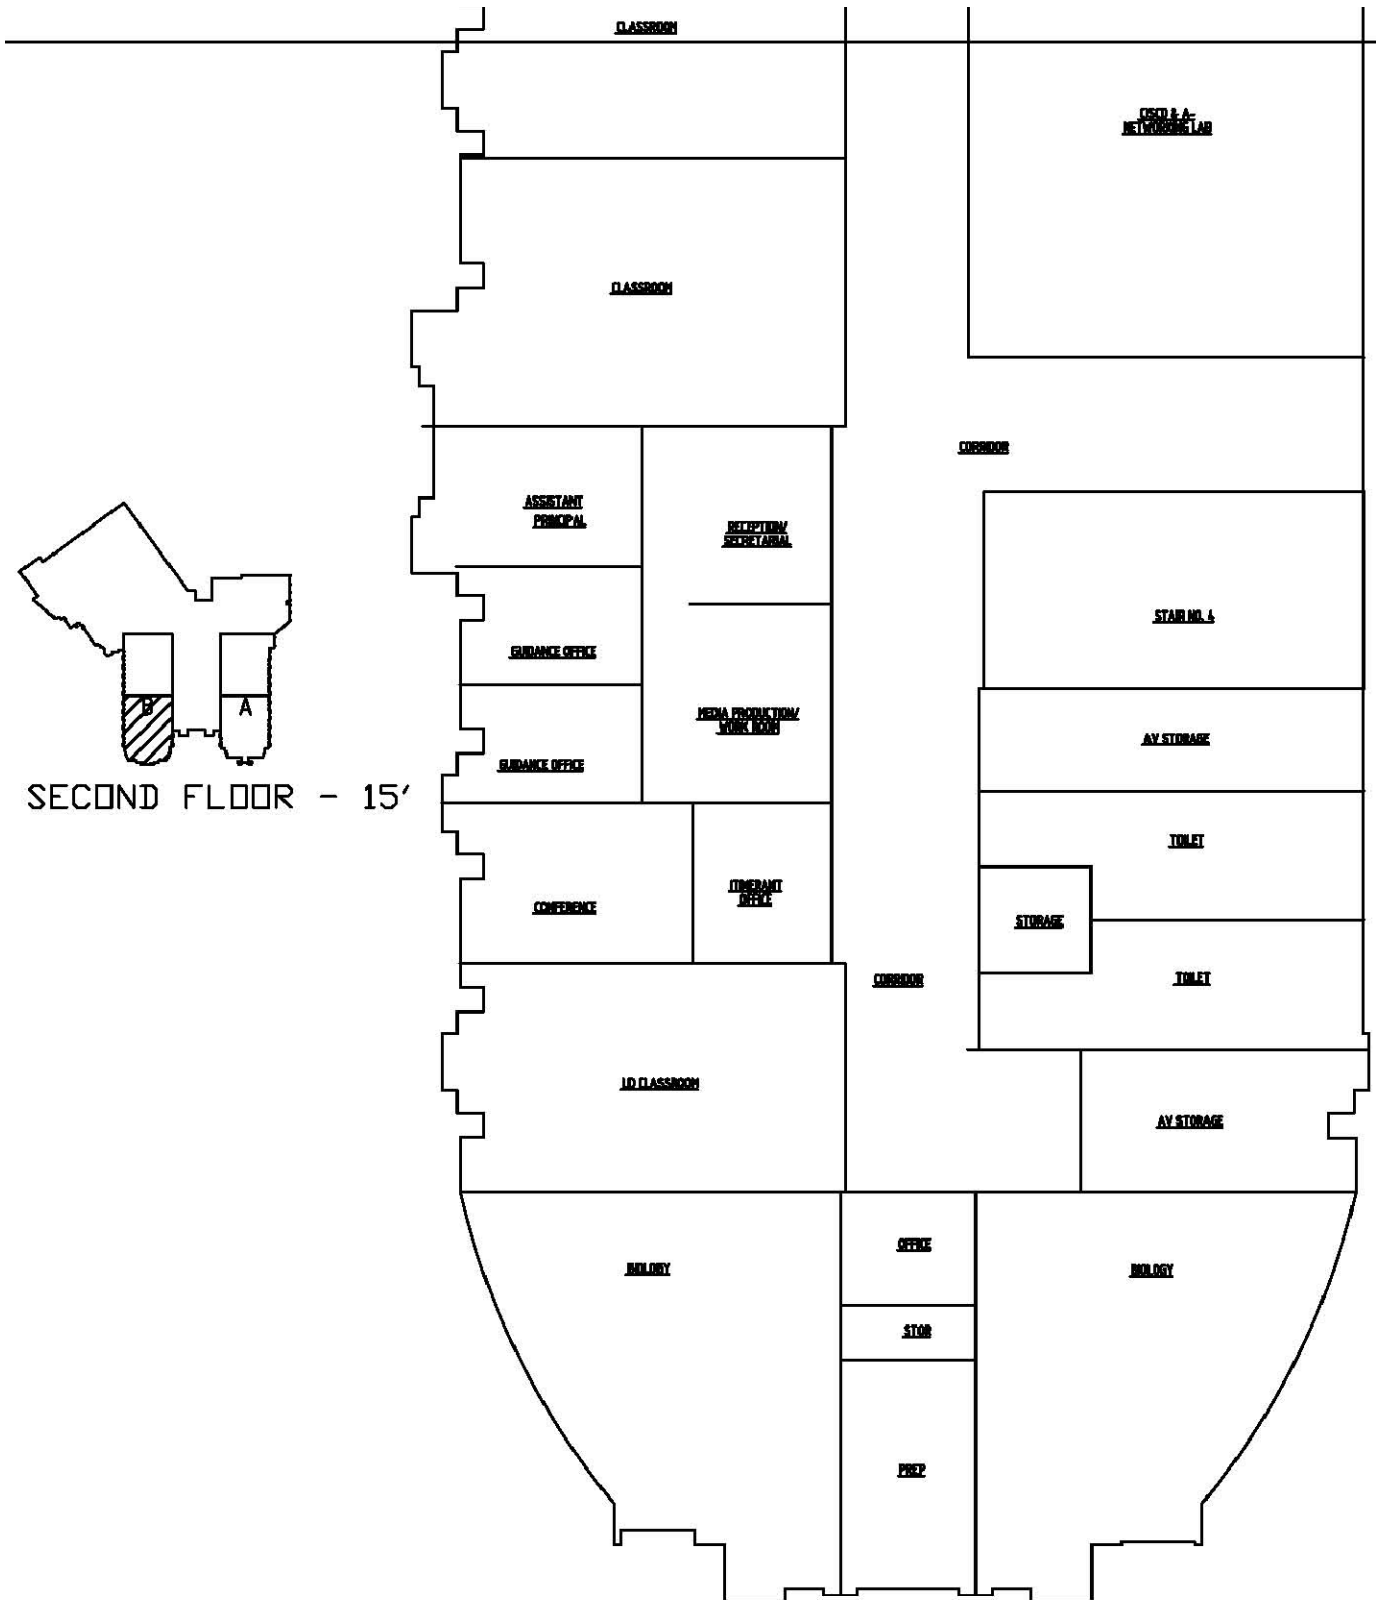 CLASSROOM
CISCO & A-
NETWORKING LAB
CLASSROOM
CORRIDOR
ASSISTANT
PRINCIPAL
RECEPTION/
SECRETARIAL
STAIR NO. 4
GUIDANCE OFFICE
B
A
MEDIA PRODUCTION/
WORK ROOM
AV STORAGE
GUIDANCE OFFICE
SECOND FLOOR - 15'
TOILET
ITINERANT
OFFICE
CONFERENCE
STORAGE
CORRIDOR
TOILET
LD CLASSROOM
AV STORAGE
OFFICE
BIOLOGY
BIOLOGY
STOR
PREP